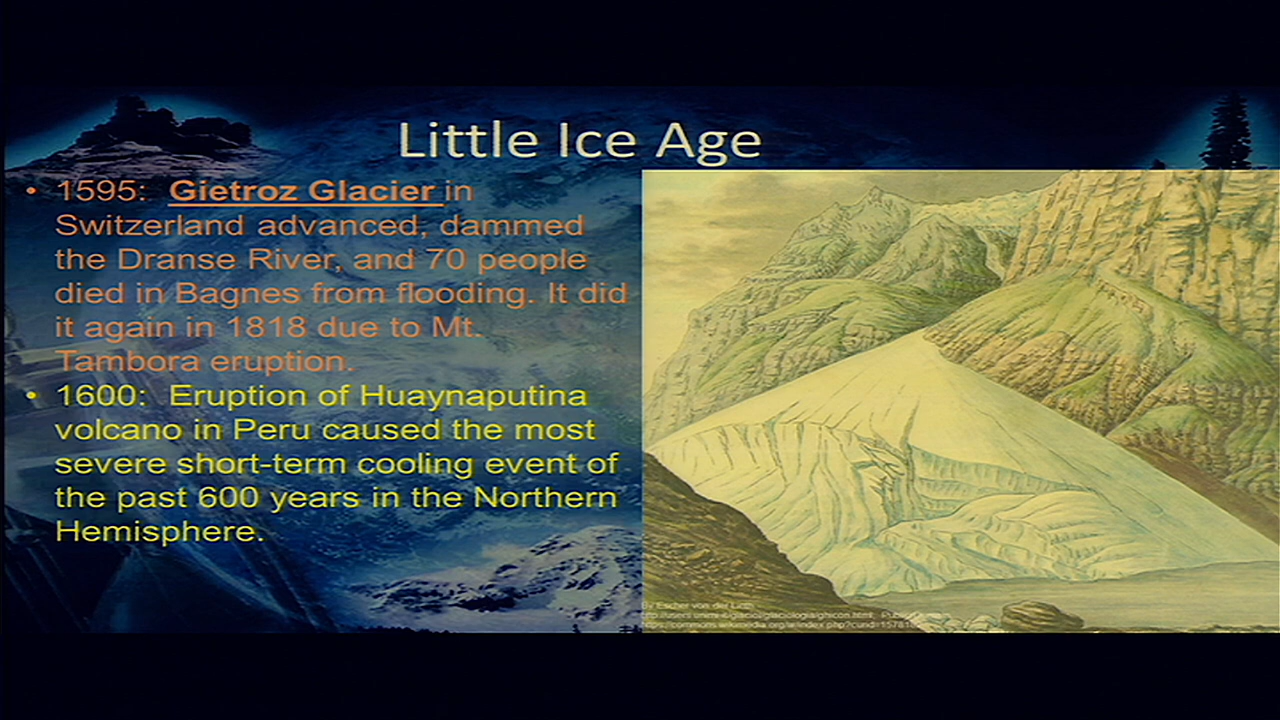 Little Ice Age
• 1595: Gietroz Glacier in
Switzerland advanced, dammed
the Dranse River, and 70 people
died in Bagnes from flooding. It did
it again in 1818 due to Mt.
Tambora eruption.
• 1600: Eruption of Huaynaputina
volcano in Peru caused the most
severe short-term cooling event of
the past 600 years in the Northern
Hemisphere.
By Escher von der Linth